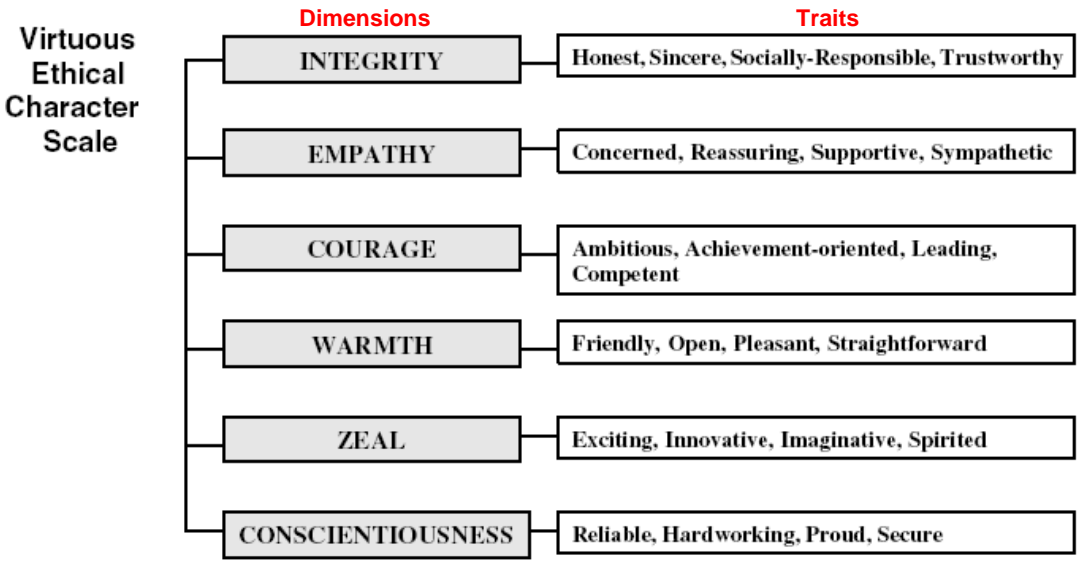 Dimensions
Traits
Virtuous
Ethical
Character
Scale
INTEGRITY
Honest, Sincere, Socially-Responsible, Trustworthy
EMPATHY
Concerned, Reassuring, Supportive, Sympathetic
COURAGE
Ambitious, Achievement-oriented, Leading,
Competent
WARMTH
Friendly, Open, Pleasant, Straightforward
ZEAL
Exciting, Innovative, Imaginative, Spirited
CONSCIENTIOUSNESS
Reliable, Hardworking, Proud, Secure